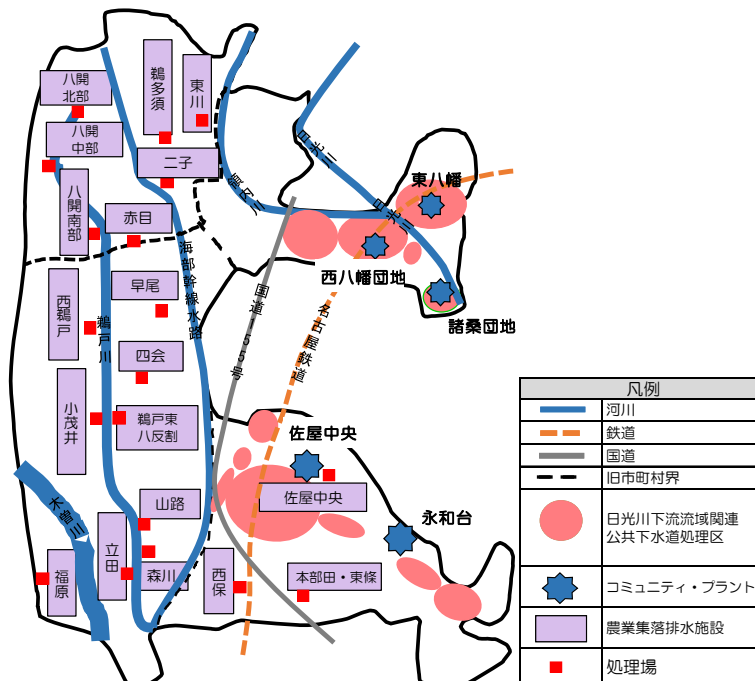 八開
北部
鵜多須
東川
八開
中部
二子
八開南部
赤目
領内川
日光川
日光川
東八幡
西八幡団地
諸桑団地
海部幹線水路
早尾
西鵜戸
鵜戸川
国道155号
名古屋鉄道
四会
小茂井
鵜戸東
八反割
佐屋中央
佐屋中央
永和台
木曽川
山路
立田
森川
福原
西保
本部田・東條
凡例
河川
鉄道
国道
旧市町村界
日光川下流流域関連
公共下水道処理区
コミュニティ・プラント
農業集落排水施設
処理場